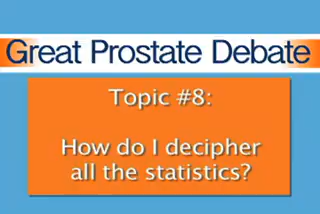 Great Prostate Debate
Topic #8:
How do I decipher
all the statistics?